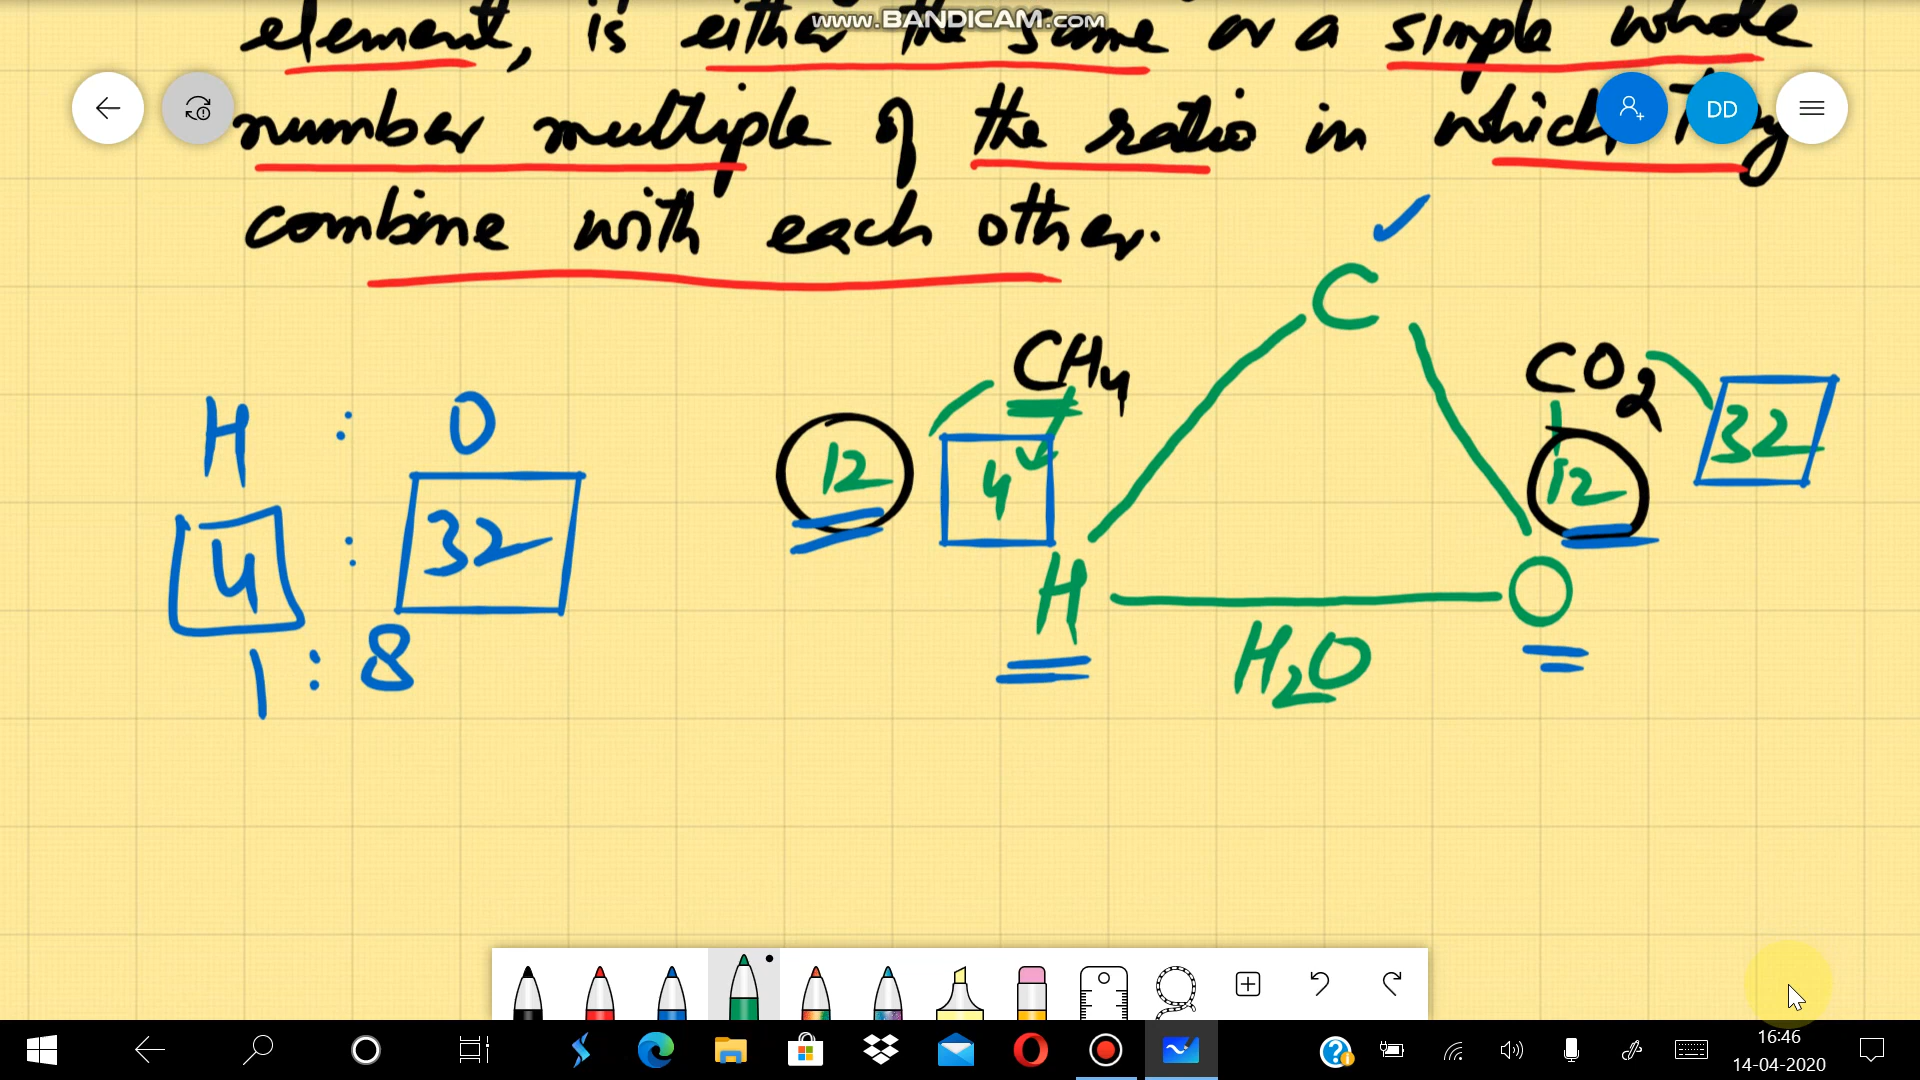 www.BANDICAM.com
element, is either the same or a simple whole
number multiple of the ratio in which they
combine with each other.
DD
C
CH4
CO2
32
12
4
12
H : O
4 : 32
1 : 8
H
O
H2O
16:46
14-04-2020